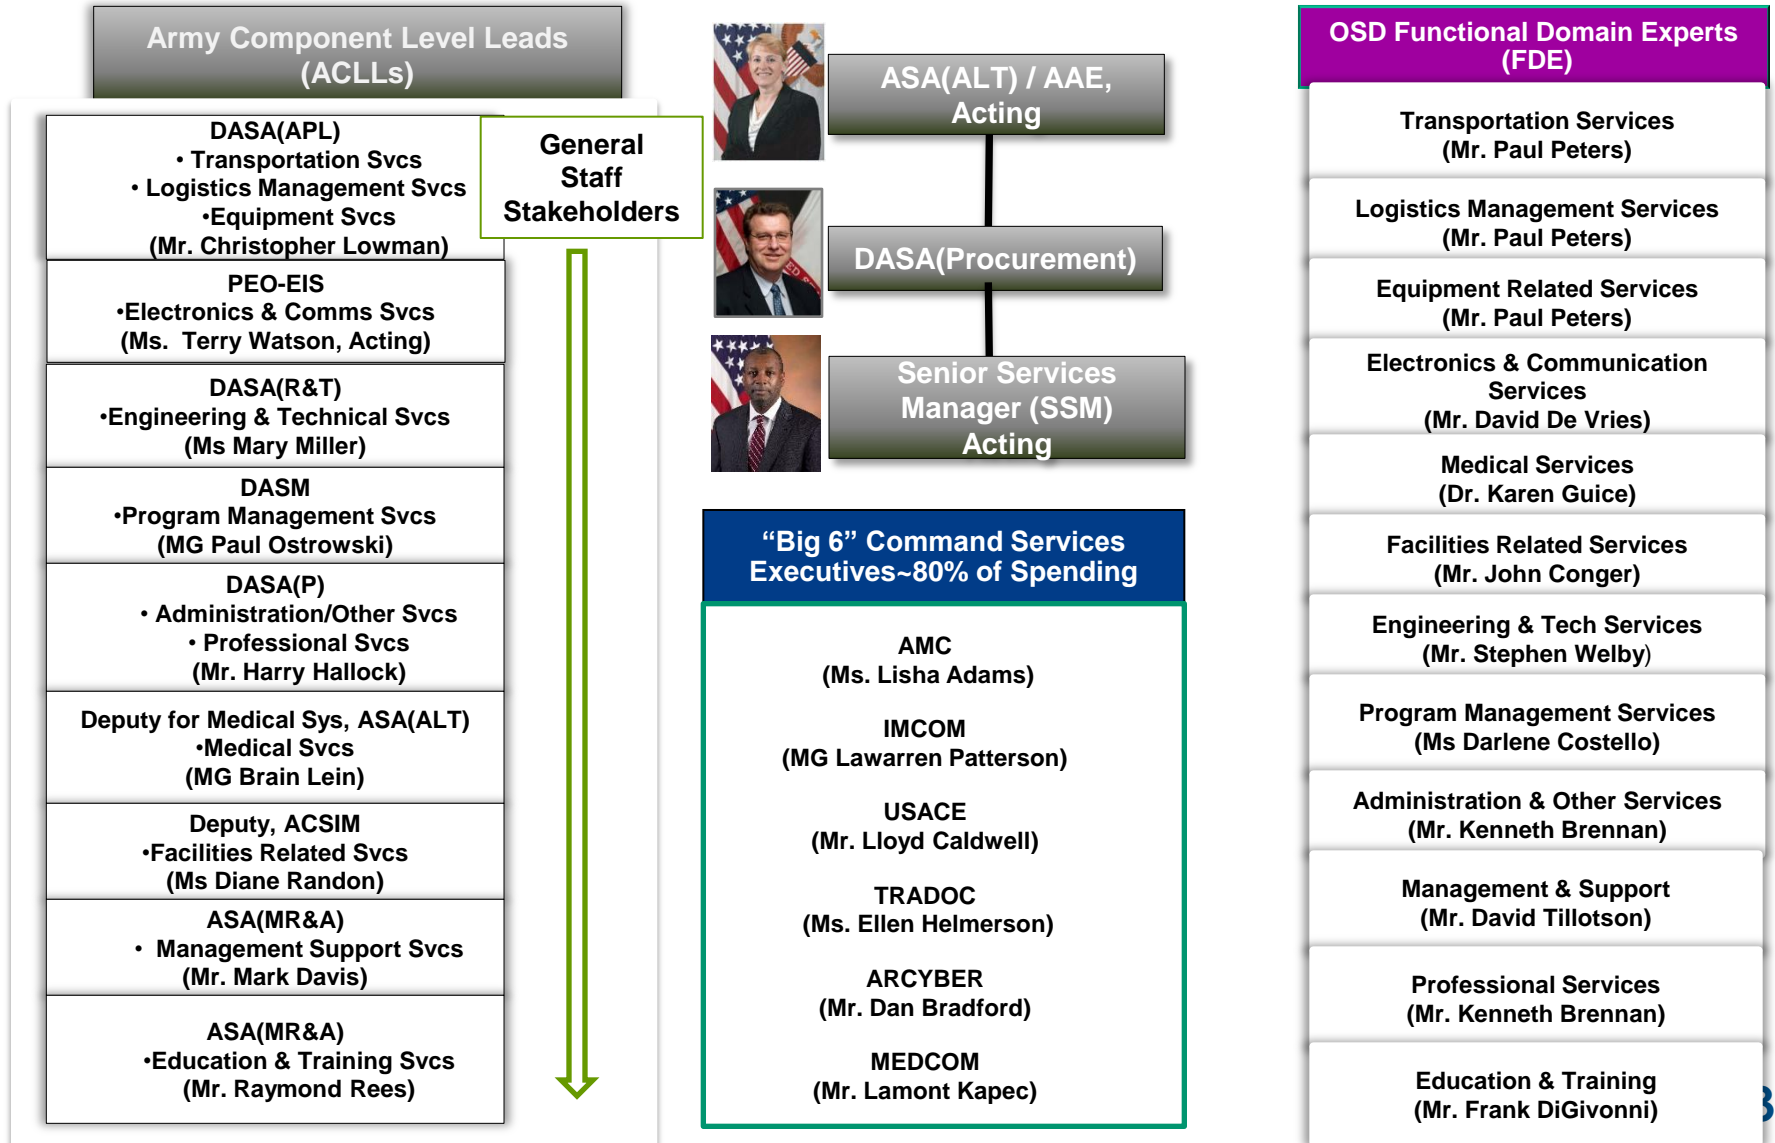 Army Component Level Leads
(ACLLs)
DASA(APL)
• Transportation Svcs
• Logistics Management Svcs
•Equipment Svcs
(Mr. Christopher Lowman)
PEO-EIS
•Electronics & Comms Svcs
(Ms.  Terry Watson, Acting)
DASA(R&T)
•Engineering & Technical Svcs
(Ms Mary Miller)
DASM
•Program Management Svcs
(MG Paul Ostrowski)
DASA(P)
• Administration/Other Svcs
• Professional Svcs
(Mr. Harry Hallock)
Deputy for Medical Sys, ASA(ALT)
•Medical Svcs
(MG Brain Lein)
Deputy, ACSIM
•Facilities Related Svcs
(Ms Diane Randon)
ASA(MR&A)
•  Management Support Svcs
(Mr. Mark Davis)
ASA(MR&A)
•Education & Training Svcs
(Mr. Raymond Rees)
General
Staff
Stakeholders
ASA(ALT) / AAE,
Acting
DASA(Procurement)
Senior Services
Manager (SSM)
Acting
“Big 6” Command Services
Executives~80% of Spending
AMC
(Ms. Lisha Adams)
IMCOM
(MG Lawarren Patterson)
USACE
(Mr. Lloyd Caldwell)
TRADOC
(Ms. Ellen Helmerson)
ARCYBER
(Mr. Dan Bradford)
MEDCOM
(Mr. Lamont Kapec)
OSD Functional Domain Experts
(FDE)
Transportation Services
(Mr. Paul Peters)
Logistics Management Services
(Mr. Paul Peters)
Equipment Related Services
(Mr. Paul Peters)
Electronics & Communication
Services
(Mr. David De Vries)
Medical Services
(Dr. Karen Guice)
Facilities Related Services
(Mr. John Conger)
Engineering & Tech Services
(Mr. Stephen Welby)
Program Management Services
(Ms Darlene Costello)
Administration & Other Services
(Mr. Kenneth Brennan)
Management & Support
(Mr. David Tillotson)
Professional Services
(Mr. Kenneth Brennan)
Education & Training
(Mr. Frank DiGivonni)